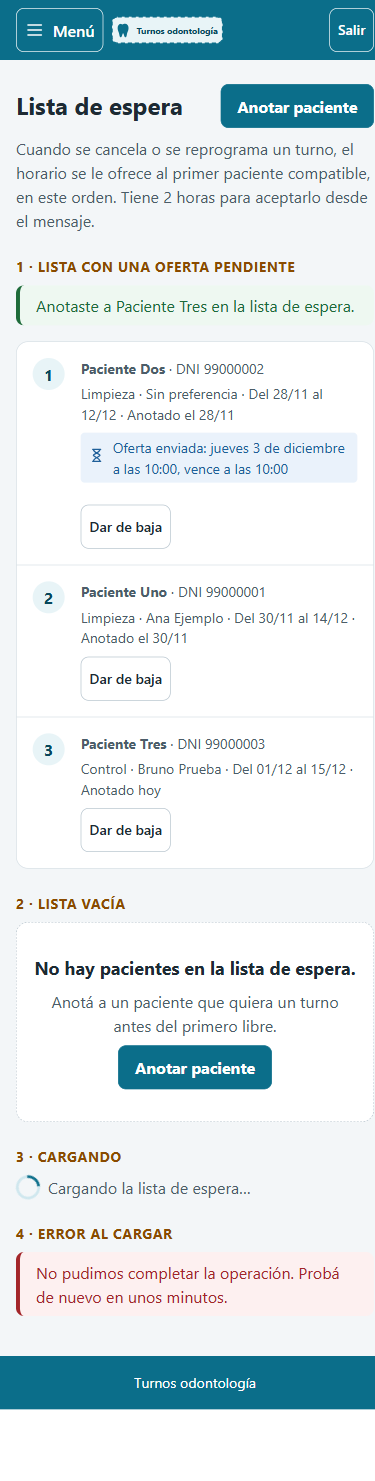 Menú
Turnos odontología
Salir
Lista de espera
Anotar paciente
Cuando se cancela o se reprograma un turno, el
horario se le ofrece al primer paciente compatible,
en este orden. Tiene 2 horas para aceptarlo desde
el mensaje.
1 · LISTA CON UNA OFERTA PENDIENTE
Anotaste a Paciente Tres en la lista de espera.
1
Paciente Dos · DNI 99000002
Limpieza · Sin preferencia · Del 28/11 al
12/12 · Anotado el 28/11
Oferta enviada: jueves 3 de diciembre
a las 10:00, vence a las 10:00
Dar de baja
2
Paciente Uno · DNI 99000001
Limpieza · Ana Ejemplo · Del 30/11 al 14/12 ·
Anotado el 30/11
Dar de baja
3
Paciente Tres · DNI 99000003
Control · Bruno Prueba · Del 01/12 al 15/12 ·
Anotado hoy
Dar de baja
2 · LISTA VACÍA
No hay pacientes en la lista de espera.
Anotá a un paciente que quiera un turno
antes del primero libre.
Anotar paciente
3 · CARGANDO
Cargando la lista de espera...
4 · ERROR AL CARGAR
No pudimos completar la operación. Probá
de nuevo en unos minutos.
Turnos odontología